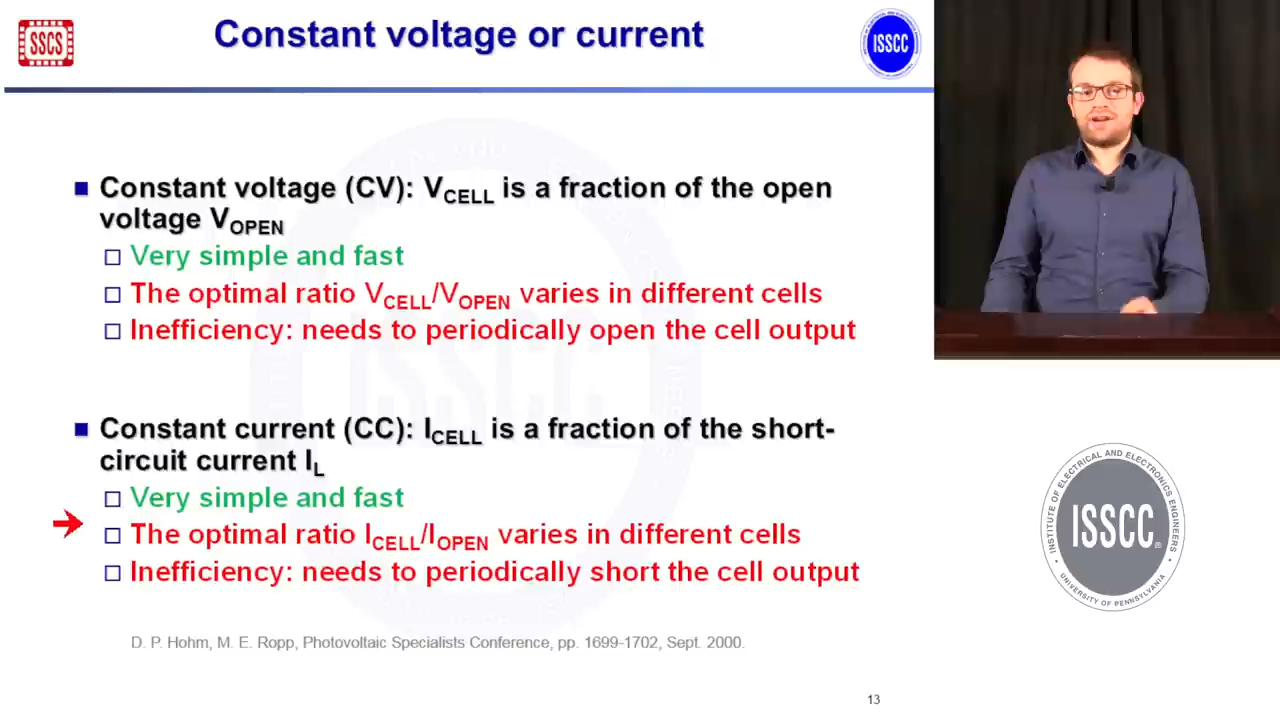 SSCS
Constant voltage or current
ISSCC
■ Constant voltage (CV): VCELL is a fraction of the open
voltage VOPEN
□ Very simple and fast
□ The optimal ratio VCELL/VOPEN varies in different cells
□ Inefficiency: needs to periodically open the cell output
■ Constant current (CC): ICELL is a fraction of the short-
circuit current IL
□ Very simple and fast
□ The optimal ratio ICELL/IOPEN varies in different cells
□ Inefficiency: needs to periodically short the cell output
INSTITUTE OF ELECTRICAL AND ELECTRONICS ENGINEERS
ISSCC®
• UNIVERSITY OF PENNSYLVANIA •
D. P. Hohm, M. E. Ropp, Photovoltaic Specialists Conference, pp. 1699-1702, Sept. 2000.
13